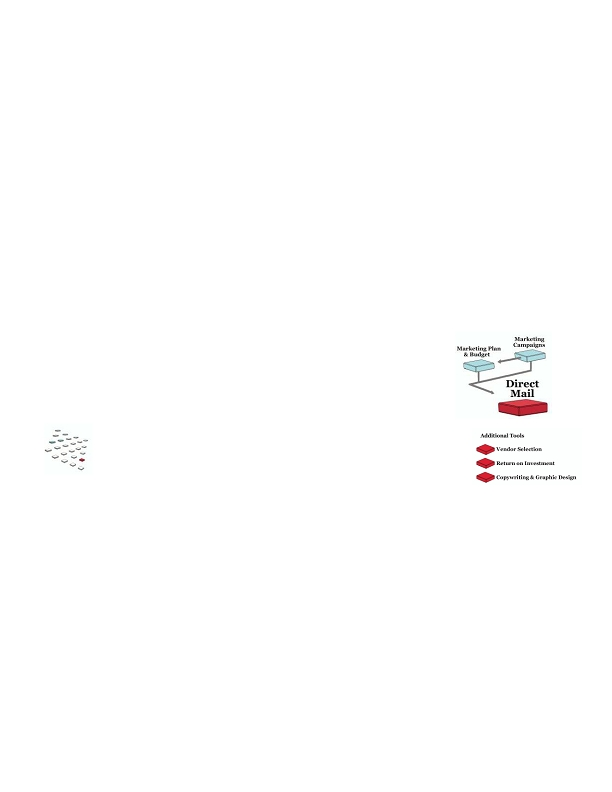 Marketing
Campaigns
Marketing Plan
& Budget
Direct
Mail
Additional Tools
Vendor Selection
Return on Investment
Copywriting & Graphic Design